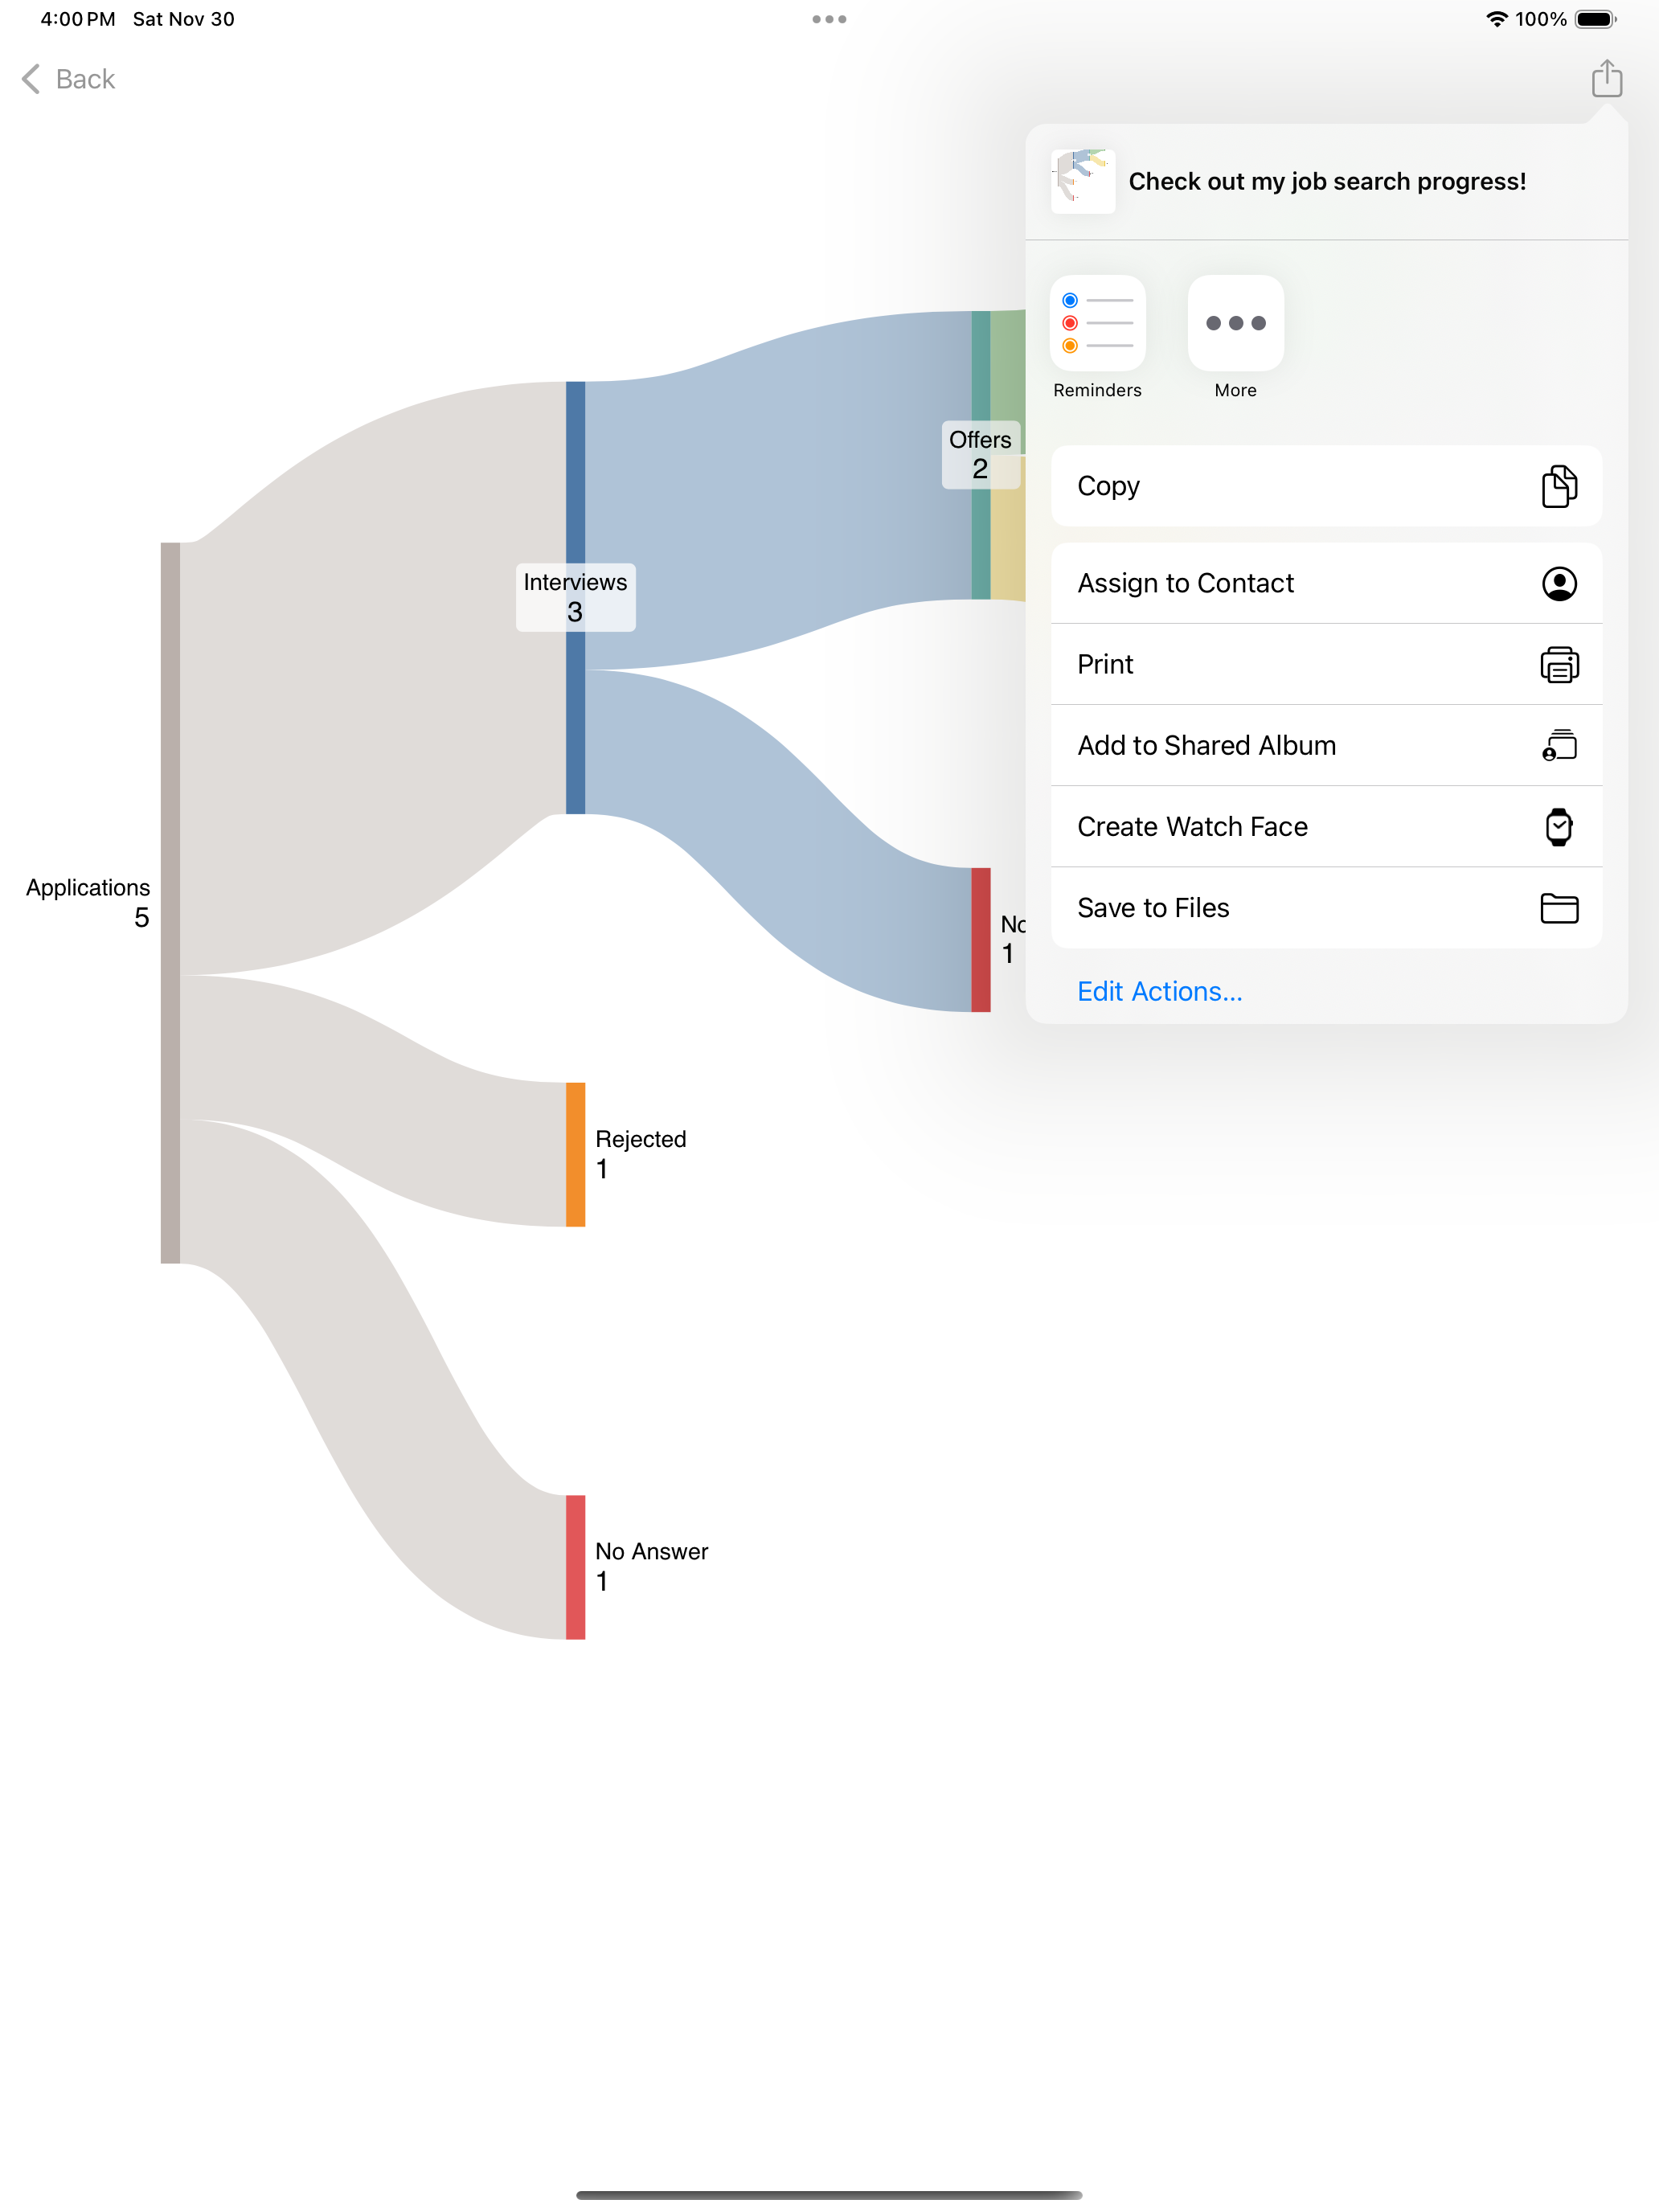 4:00 PM Sat Nov 30
100%
Back
Check out my job search progress!
Reminders
More
Copy
Assign to Contact
Print
Add to Shared Album
Create Watch Face
Save to Files
Edit Actions...
Offers
2
Interviews
3
Applications
5
1
Rejected
1
No Answer
1